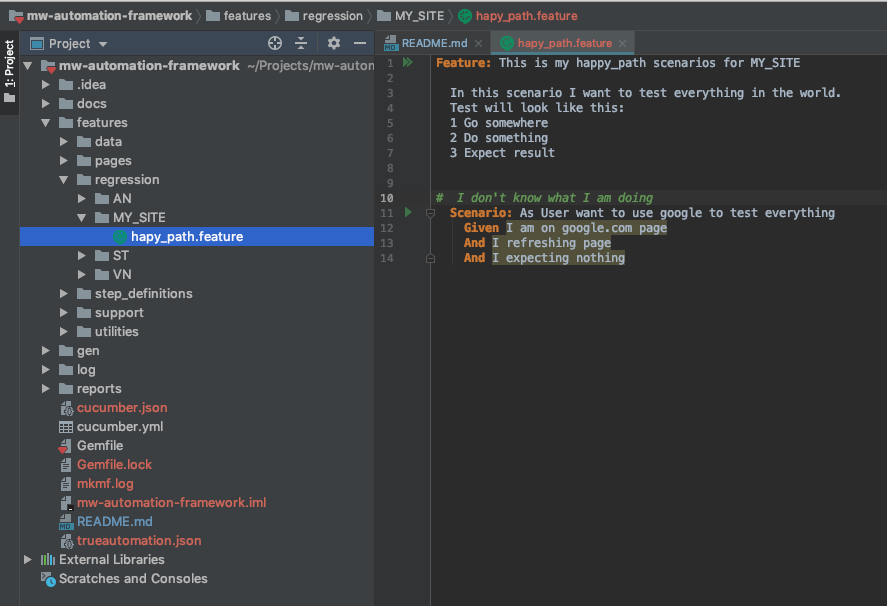 mw-automation-framework features regression MY_SITE hapy_path.feature
1: Project
Project
README.md hapy_path.feature
mw-automation-framework ~/Projects/mw-autom
.idea
docs
features
data
pages
regression
AN
MY_SITE
hapy_path.feature
ST
VN
step_definitions
support
utilities
gen
log
reports
cucumber.json
cucumber.yml
Gemfile
Gemfile.lock
mkmf.log
mw-automation-framework.iml
README.md
trueautomation.json
External Libraries
Scratches and Consoles
1 Feature: This is my happy_path scenarios for MY_SITE
2
3 In this scenario I want to test everything in the world.
4 Test will look like this:
5 1 Go somewhere
6 2 Do something
7 3 Expect result
8
9
10 # I don't know what I am doing
11 Scenario: As User want to use google to test everything
12 Given I am on google.com page
13 And I refreshing page
14 And I expecting nothing